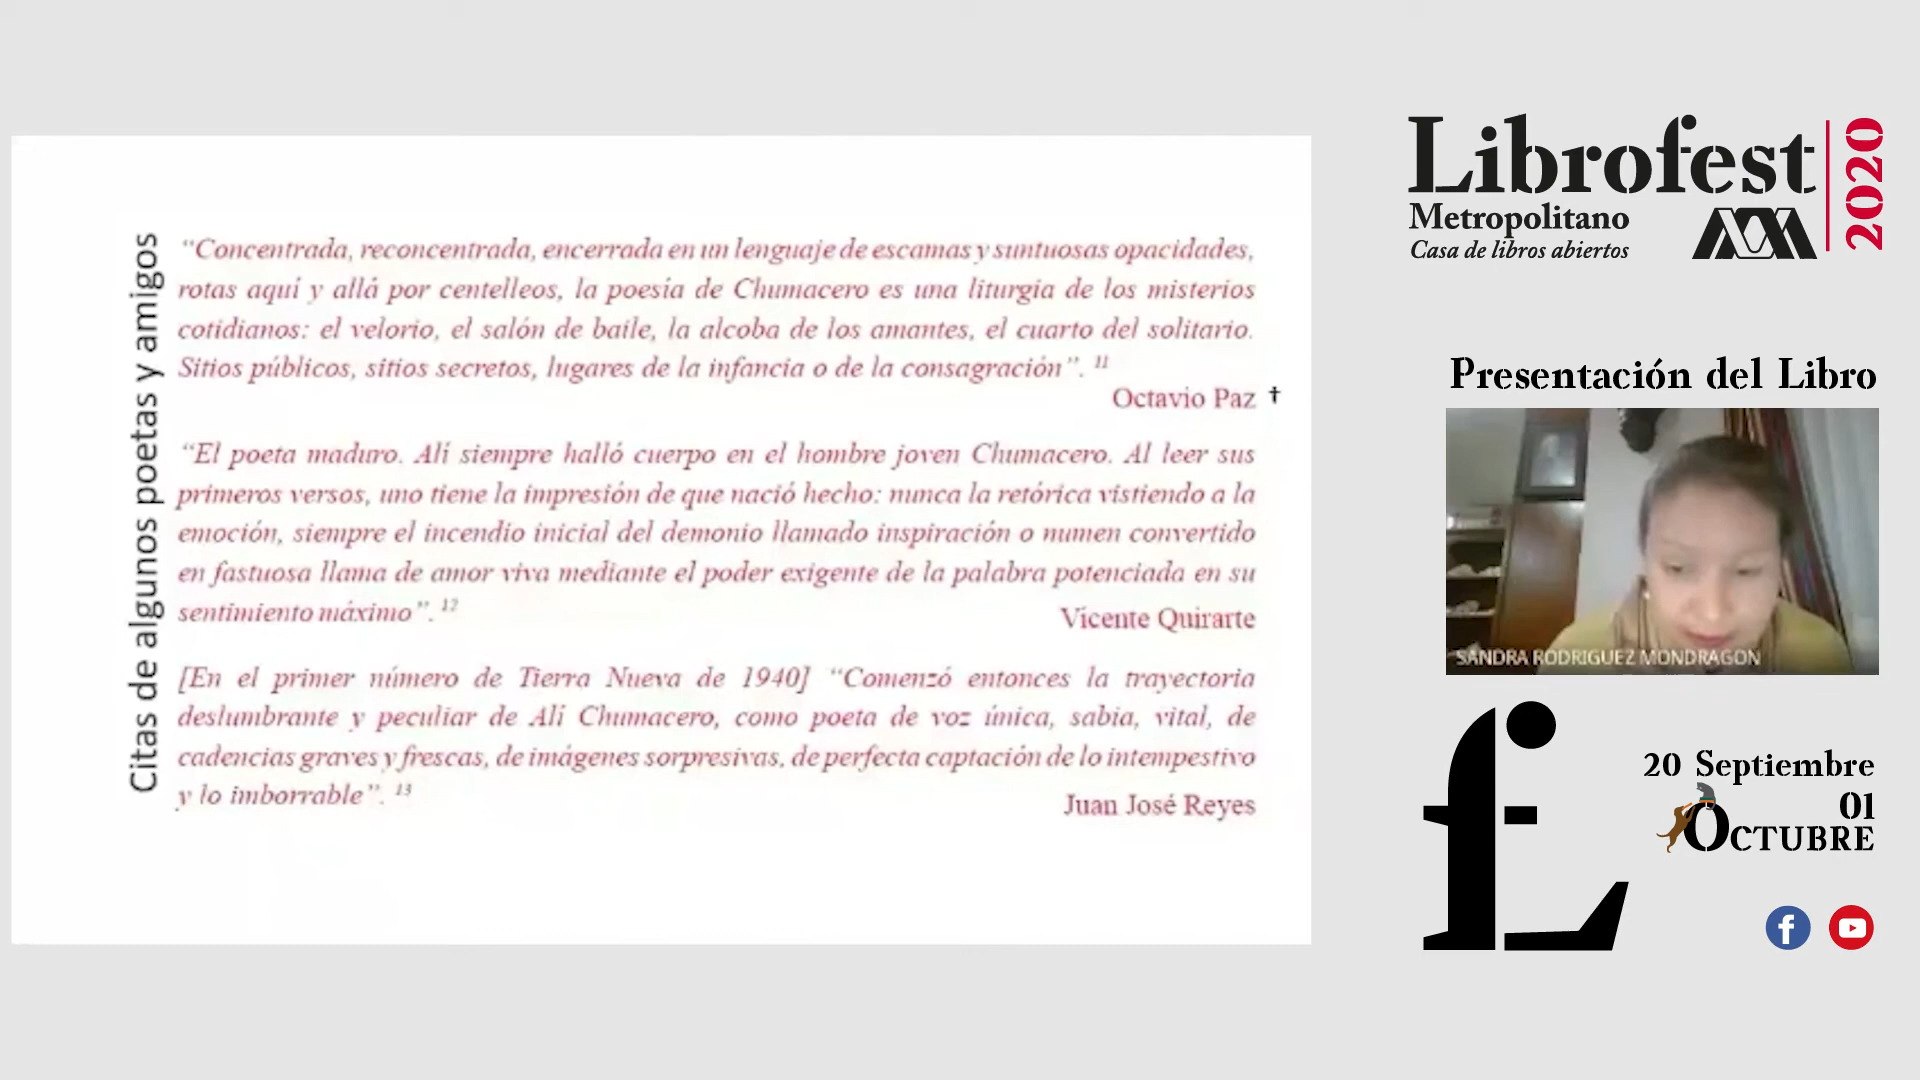 Citas de algunos poetas y amigos
“Concentrada, reconcentrada, encerrada en un lenguaje de escamas y suntuosas opacidades,
rotas aquí y allá por centelleos, la poesía de Chumacero es una liturgia de los misterios
cotidianos: el velorio, el salón de baile, la alcoba de los amantes, el cuarto del solitario.
Sitios públicos, sitios secretos, lugares de la infancia o de la consagración”. 11
Octavio Paz †
“El poeta maduro. Alí siempre halló cuerpo en el hombre joven Chumacero. Al leer sus
primeros versos, uno tiene la impresión de que nació hecho: nunca la retórica vistiendo a la
emoción, siempre el incendio inicial del demonio llamado inspiración o numen convertido
en fastuosa llama de amor viva mediante el poder exigente de la palabra potenciada en su
sentimiento máximo”. 12
Vicente Quirarte
[En el primer número de Tierra Nueva de 1940] “Comenzó entonces la trayectoria
deslumbrante y peculiar de Alí Chumacero, como poeta de voz única, sabia, vital, de
cadencias graves y frescas, de imágenes sorpresivas, de perfecta captación de lo intempestivo
y lo imborrable”. 13
Juan José Reyes
Librofest
Metropolitano
Casa de libros abiertos
2020
Presentación del Libro
SANDRA RODRIGUEZ MONDRAGON
20 Septiembre
01
OCTUBRE